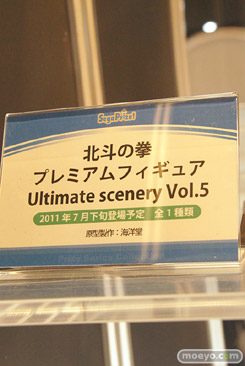 SegaPrize!
北斗の拳
プレミアムフィギュア
Ultimate scenery Vol.5
2011年7月下旬登場予定 全1種類
原型製作:海洋堂
moeyo.com